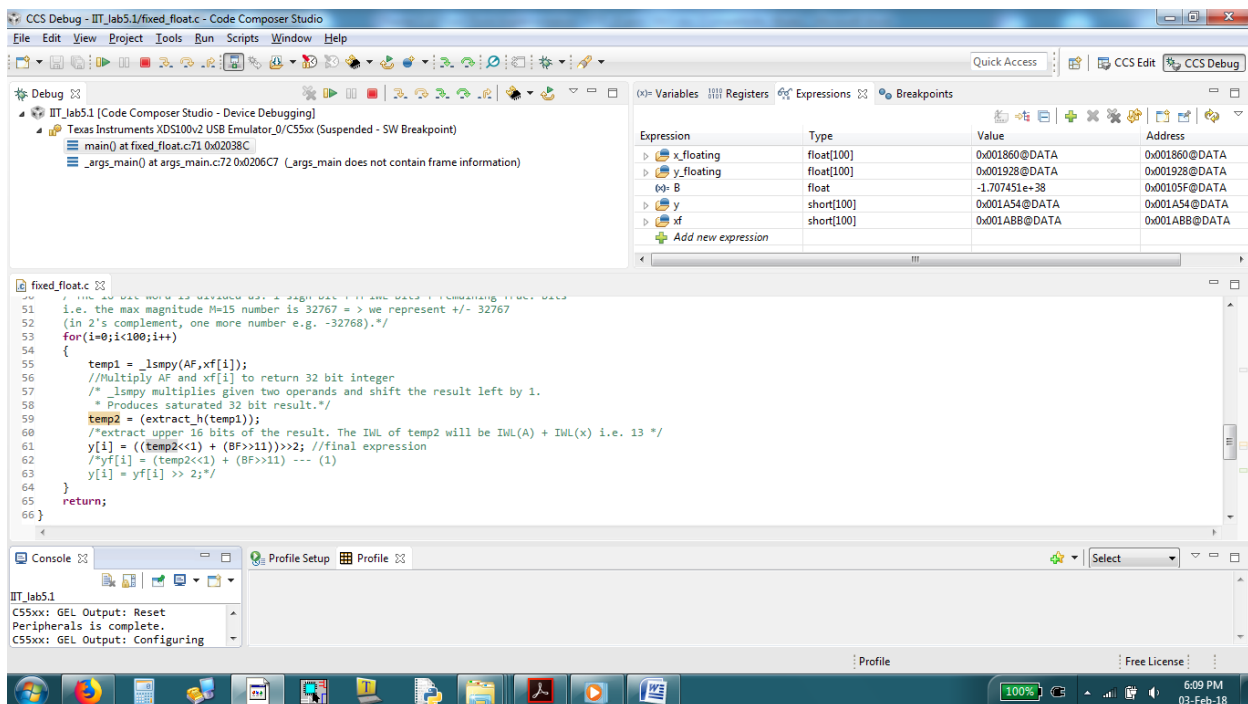 CCS Debug - IIT_lab5.1/fixed_float.c - Code Composer Studio
File Edit View Project Tools Run Scripts Window Help
Quick Access CCS Edit CCS Debug
Debug
IIT_lab5.1 [Code Composer Studio - Device Debugging]
Texas Instruments XDS100v2 USB Emulator_0/C55xx (Suspended - SW Breakpoint)
main() at fixed_float.c:71 0x02038C
_args_main() at args_main.c:72 0x0206C7 (_args_main does not contain frame information)
(x)= Variables Registers Expressions Breakpoints
Expression Type Value Address
x_floating float[100] 0x001860@DATA 0x001860@DATA
y_floating float[100] 0x001928@DATA 0x001928@DATA
(x)= B float -1.707451e+38 0x00105F@DATA
y short[100] 0x001A54@DATA 0x001A54@DATA
xf short[100] 0x001ABB@DATA 0x001ABB@DATA
Add new expression
fixed_float.c
51 i.e. the max magnitude M=15 number is 32767 = > we represent +/- 32767
52 (in 2's complement, one more number e.g. -32768).*/
53 for(i=0;i<100;i++)
54 {
55 temp1 = _lsmpy(AF,xf[i]);
56 //Multiply AF and xf[i] to return 32 bit integer
57 /* _lsmpy multiplies given two operands and shift the result left by 1.
58 * Produces saturated 32 bit result.*/
59 temp2 = (extract_h(temp1));
60 /*extract upper 16 bits of the result. The IWL of temp2 will be IWL(A) + IWL(x) i.e. 13 */
61 y[i] = ((temp2<<1) + (BF>>11))>>2; //final expression
62 /*yf[i] = (temp2<<1) + (BF>>11) --- (1)
63 y[i] = yf[i] >> 2;*/
64 }
65 return;
66 }
Console
IIT_lab5.1
C55xx: GEL Output: Reset
Peripherals is complete.
C55xx: GEL Output: Configuring
Profile Setup Profile
Select
Profile
Free License
100%
6:09 PM
03-Feb-18